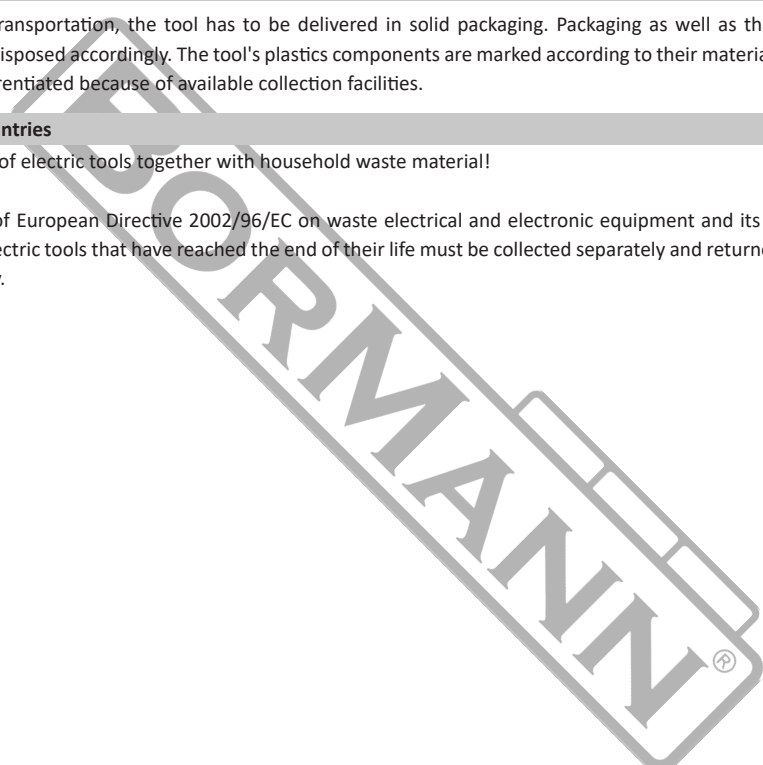 ransportation, the tool has to be delivered in solid packaging. Packaging as well as th
isposed accordingly. The tool's plastics components are marked according to their materia
rentiated because of available collection facilities.
ntries
of electric tools together with household waste material!
of European Directive 2002/96/EC on waste electrical and electronic equipment and its
ectric tools that have reached the end of their life must be collected separately and returne
.
BORMANN®